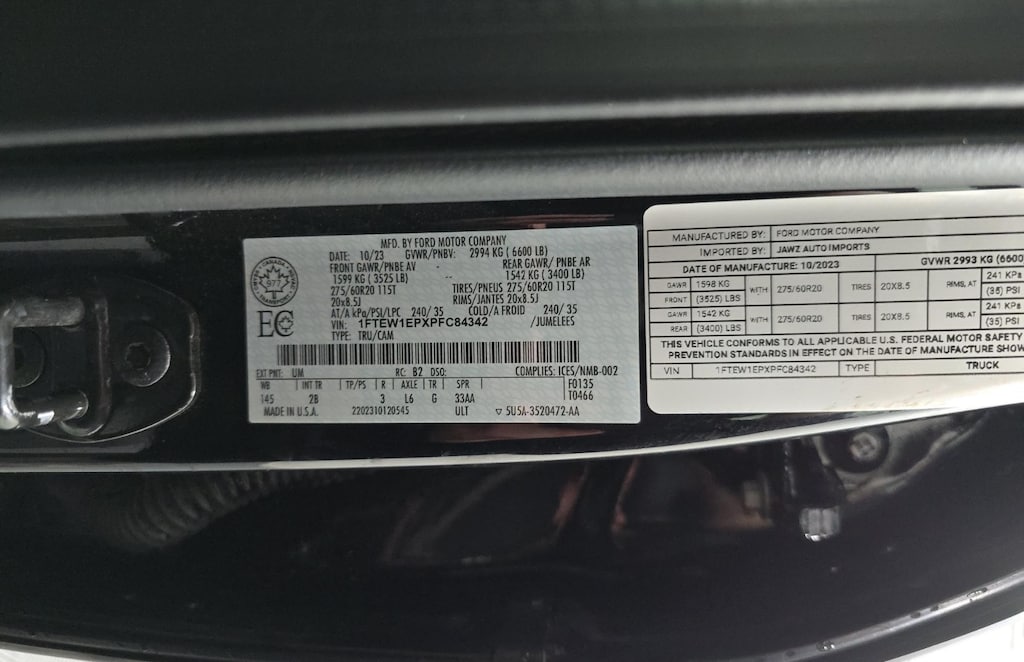 MFD. BY FORD MOTOR COMPANY
DATE: 10/23 GVWR/PNBV: 2994 KG ( 6600 LB)
FRONT GAWR/PNBE AV REAR GAWR/ PNBE AR
1599 KG ( 3525 LB) 1542 KG ( 3400 LB)
275/60R20 115T TIRES/PNEUS 275/60R20 115T
20x8.5J RIMS/JANTES 20x8.5J
AT/A kPa/PSI/LPC 240/ 35 COLD/A FROID 240/ 35
VIN: 1FTEW1EPXPFC84342 /JUMELEES
TYPE: TRU/CAM
EC
EXT PNT: UM RC: B2 DSO: COMPLIES: ICES/NMB-002
WB INT TR TP/PS R AXLE TR SPR F0135
145 2B 3 L6 G 33AA T0466
MADE IN U.S.A. 2202310120545 ULT ▽ 5U5A-3520472-AA
MANUFACTURED BY: FORD MOTOR COMPANY
IMPORTED BY: JAWZ AUTO IMPORTS
DATE OF MANUFACTURE: 10/2023 GVWR 2993 KG (6600
GAWR 1598 KG WITH 275/60R20 TIRES 20X8.5 RIMS, AT 241 KPA
FRONT (3525) LBS (35) PSI
GAWR 1542 KG WITH 275/60R20 TIRES 20X8.5 RIMS, AT 241 KPA
REAR (3400) LBS (35) PSI
THIS VEHICLE CONFORMS TO ALL APPLICABLE U.S. FEDERAL MOTOR SAFETY
PREVENTION STANDARDS IN EFFECT ON THE DATE OF MANUFACTURE SHOW
VIN 1FTEW1EPXPFC84342 TYPE TRUCK